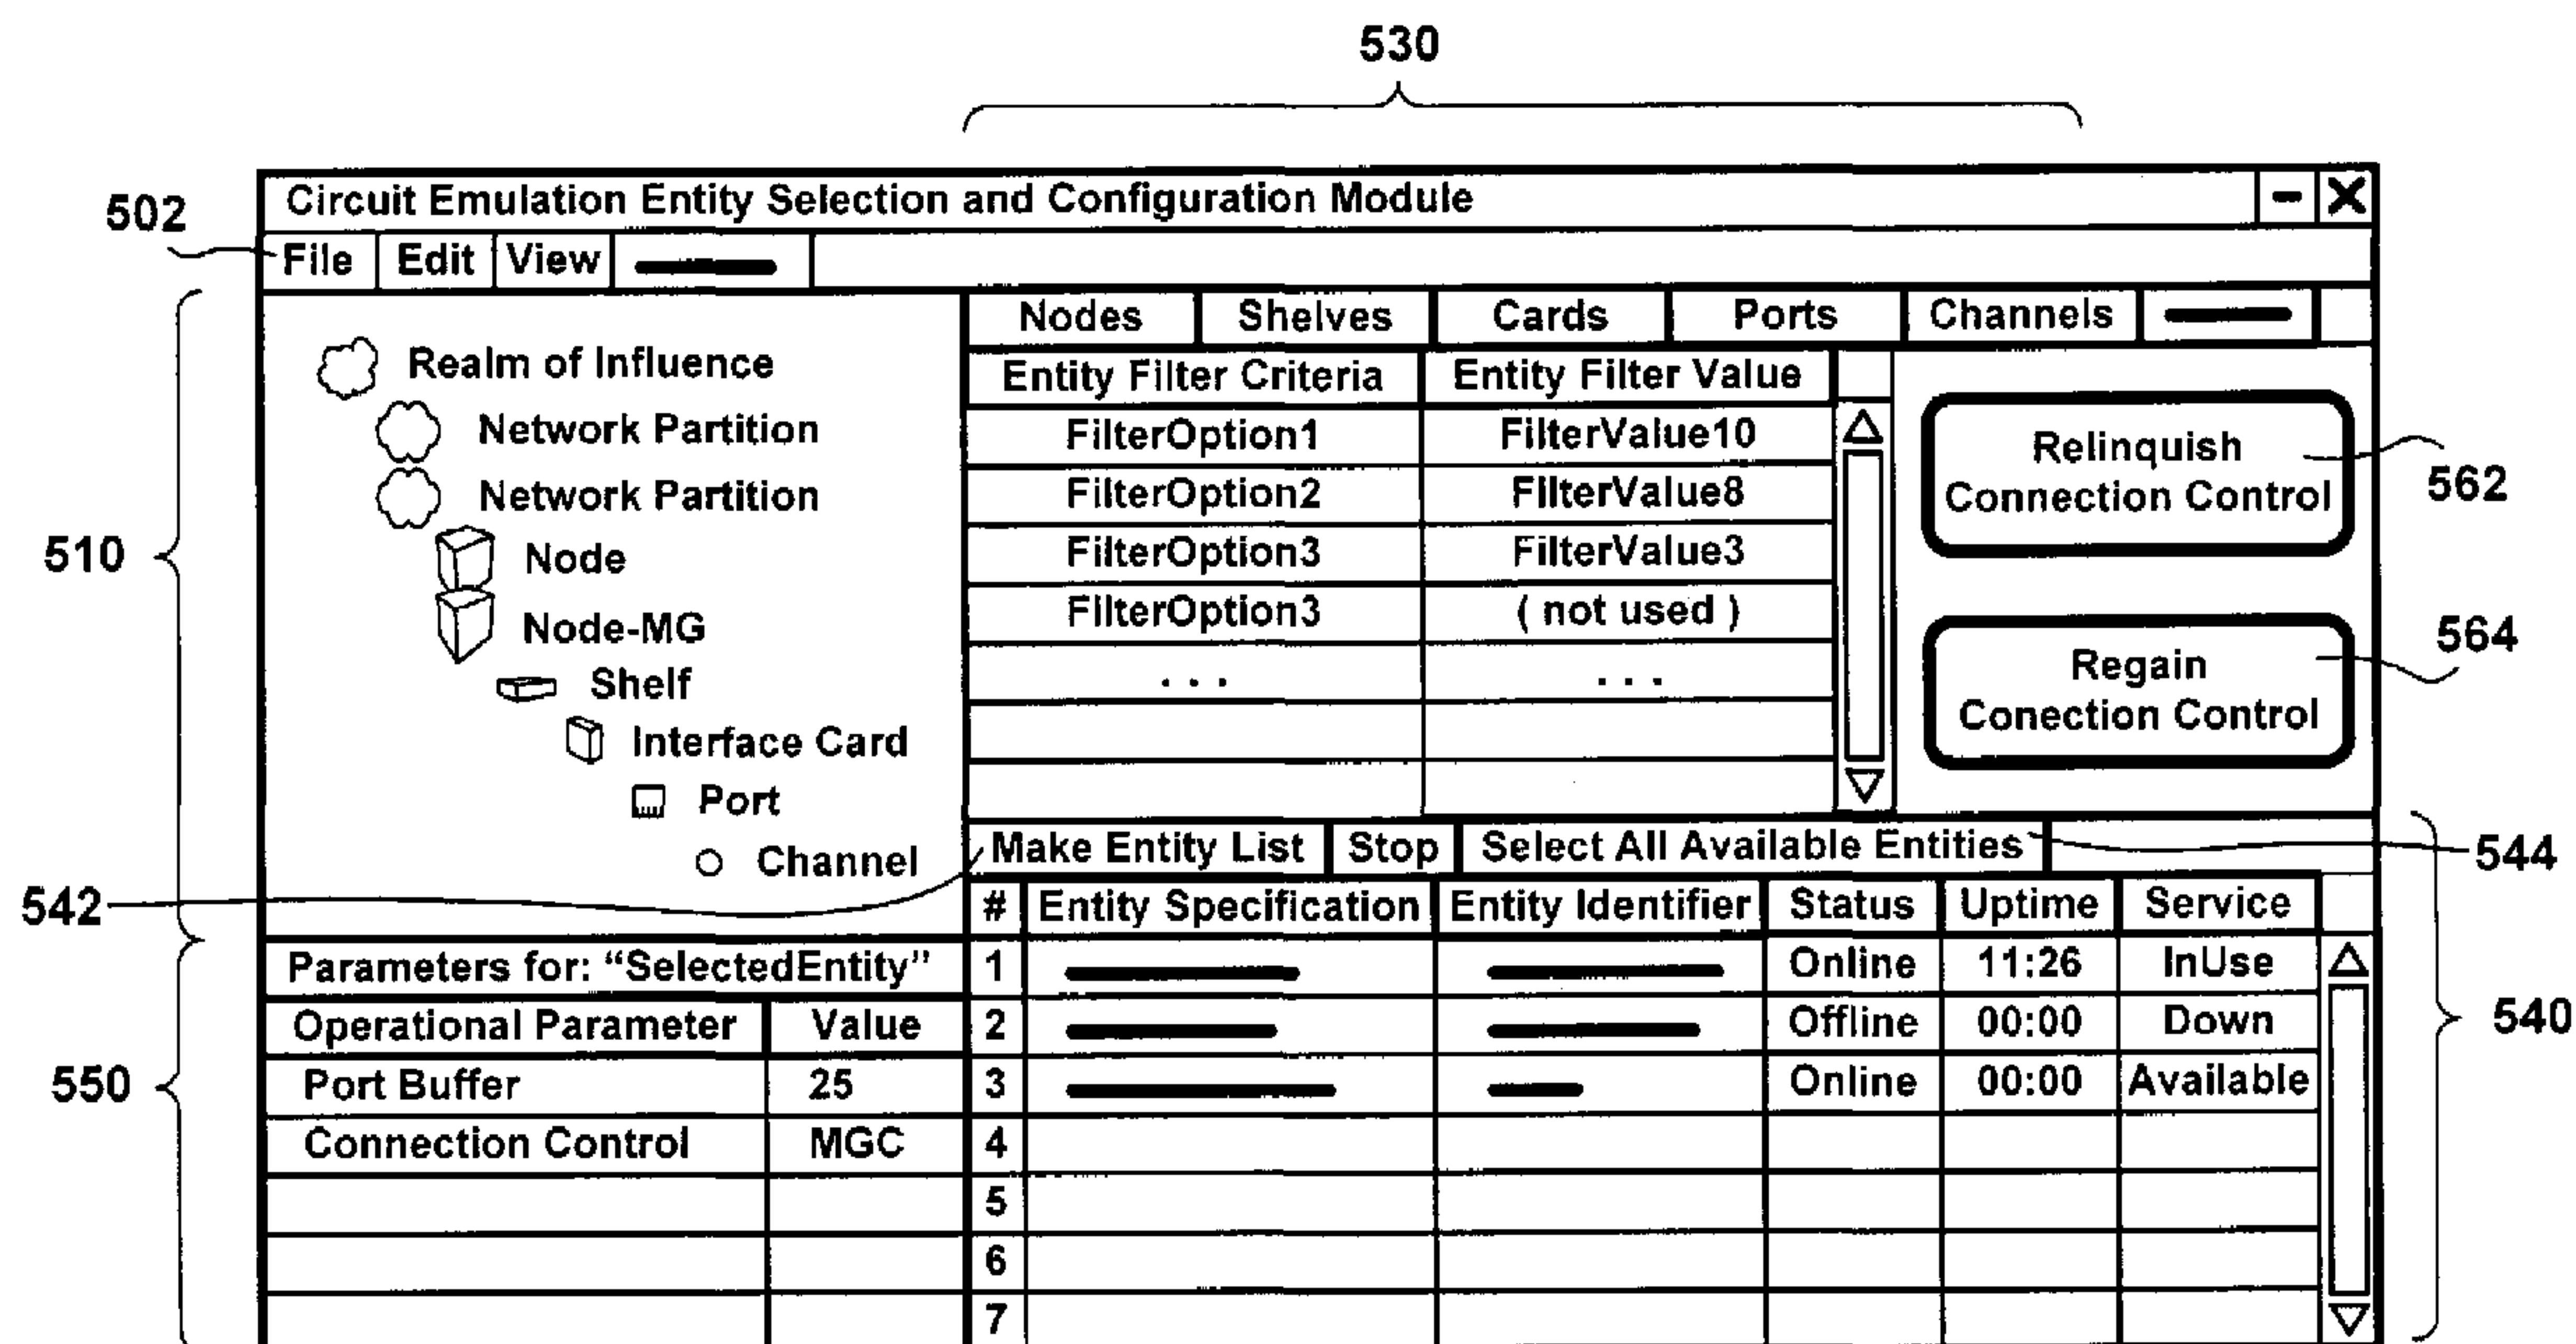 530
Circuit Emulation Entity Selection and Configuration Module
502
File Edit View
Nodes Shelves Cards Ports Channels
510
Realm of Influence
Network Partition
Network Partition
Node
Node-MG
Shelf
Interface Card
Port
Channel
Entity Filter Criteria Entity Filter Value
FilterOption1 FilterValue10
FilterOption2 FilterValue8
FilterOption3 FilterValue3
FilterOption3 ( not used )
... ...
Relinquish
Connection Control
562
Regain
Conection Control
564
Make Entity List Stop Select All Available Entities
544
542
# Entity Specification Entity Identifier Status Uptime Service
1 Online 11:26 InUse
2 Offline 00:00 Down
3 Online 00:00 Available
4
5
6
7
540
550
Parameters for: “SelectedEntity”
Operational Parameter Value
Port Buffer 25
Connection Control MGC